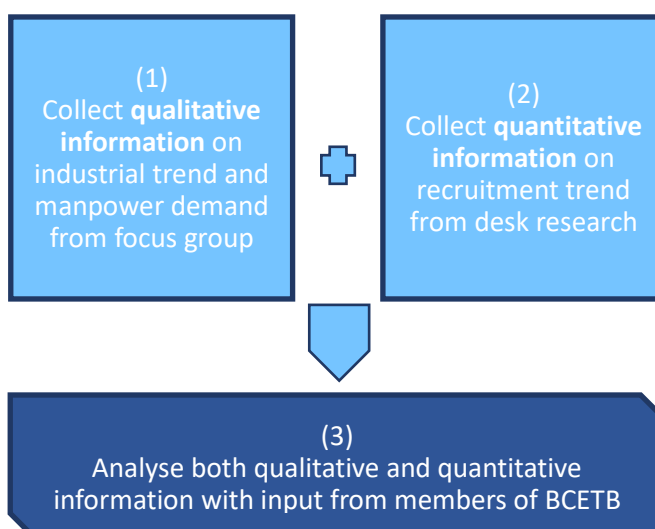 (1)
Collect qualitative
information on
industrial trend and
manpower demand
from focus group
(2)
Collect quantitative
information on
recruitment trend
from desk research
(3)
Analyse both qualitative and quantitative
information with input from members of BCETB